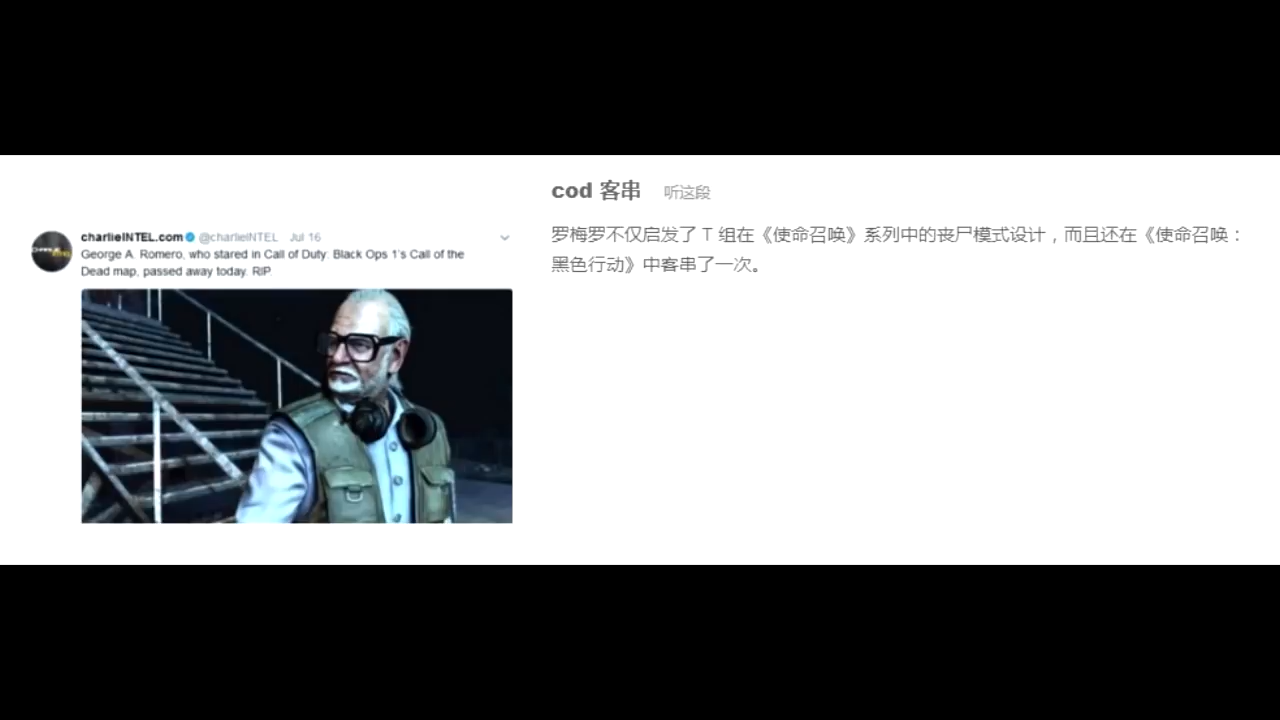 charlieINTEL.com @charlieINTEL Jul 16
George A. Romero, who stared in Call of Duty: Black Ops 1's Call of the
Dead map, passed away today. RIP.
cod 客串 听这段
罗梅罗不仅启发了 T 组在《使命召唤》系列中的丧尸模式设计，而且还在《使命召唤：
黑色行动》中客串了一次。